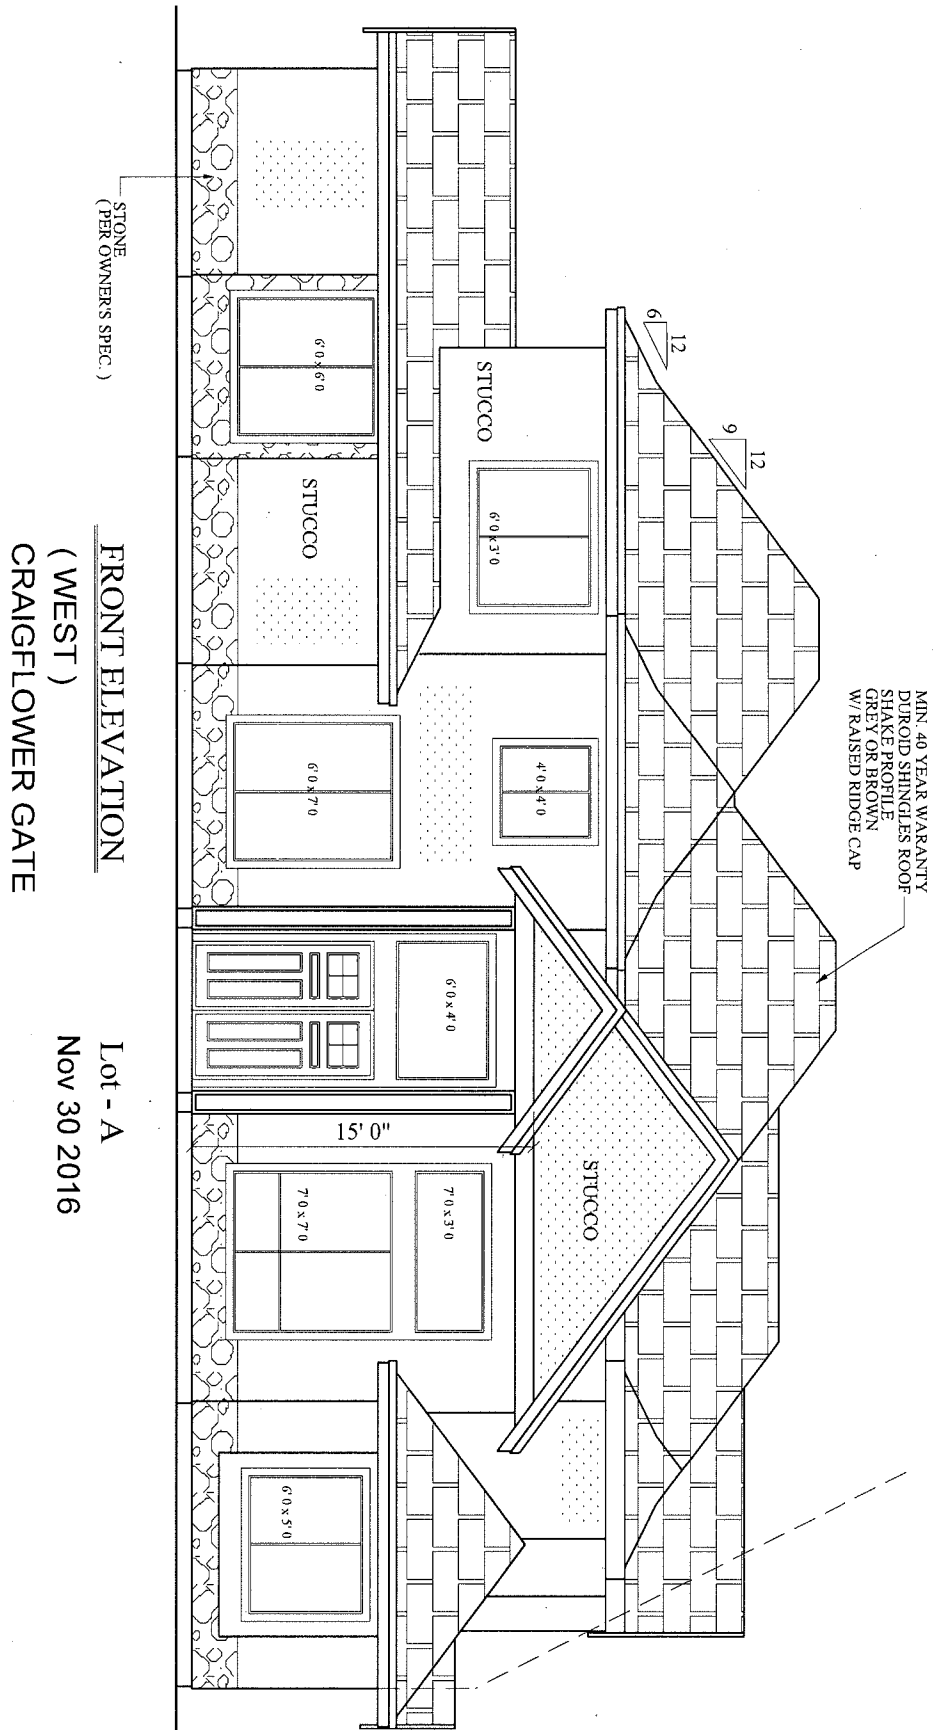 MIN. 40 YEAR WARANTY
DUROID SHINGLES ROOF
SHAKE PROFILE
GREY OR BROWN
W/ RAISED RIDGE CAP
12
9
12
6
STUCCO
6'0 x 3'0
4'0 x 4'0
STUCCO
6'0 x 6'0
STUCCO
6'0 x 7'0
6'0 x 4'0
15' 0"
7'0 x 3'0
7'0 x 7'0
6'0 x 5'0
STONE
( PER OWNER'S SPEC. )
FRONT ELEVATION
Lot - A
( WEST )
Nov 30 2016
CRAIGFLOWER GATE